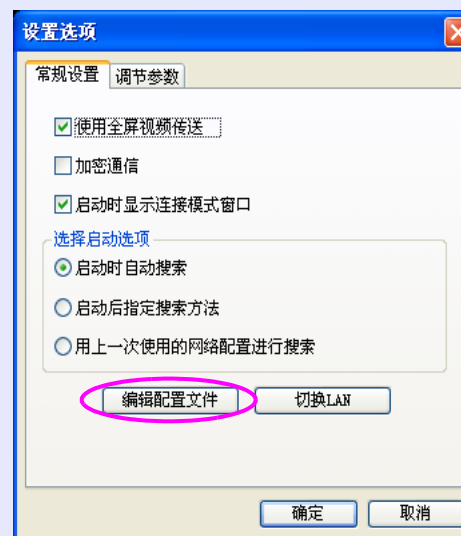 设置选项
常规设置 调节参数
使用全屏视频传送
加密通信
启动时显示连接模式窗口
选择启动选项
启动时自动搜索
启动后指定搜索方法
用上一次使用的网络配置进行搜索
编辑配置文件 切换LAN
确定 取消